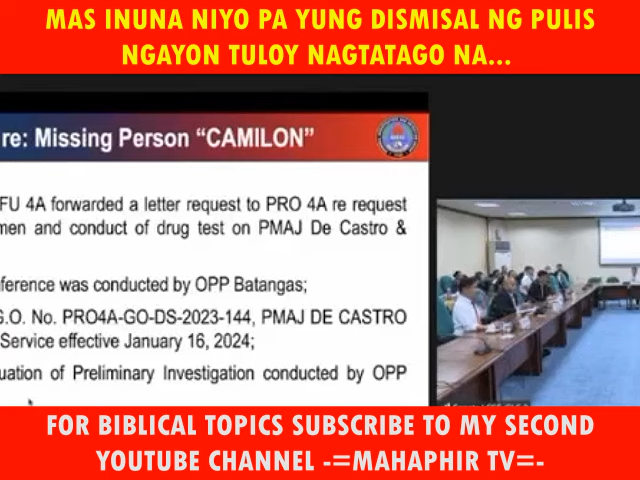 MAS INUNA NIYO PA YUNG DISMISAL NG PULIS
NGAYON TULOY NAGTATAGO NA...
re: Missing Person “CAMILON”
FU 4A forwarded a letter request to PRO 4A re request
men and conduct of drug test on PMAJ De Castro &
nference was conducted by OPP Batangas;
G.O. No. PRO4A-GO-DS-2023-144, PMAJ DE CASTRO
Service effective January 16, 2024;
uation of Preliminary Investigation conducted by OPP
FOR BIBLICAL TOPICS SUBSCRIBE TO MY SECOND
YOUTUBE CHANNEL -=MAHAPHIR TV=-